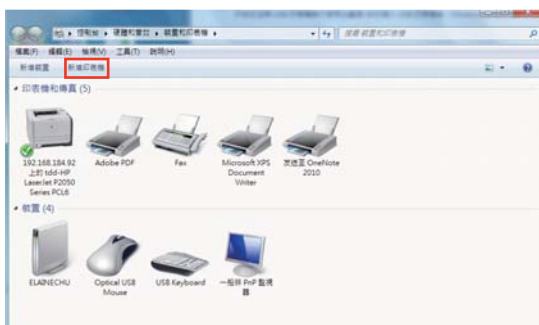 控制台 ▸ 硬體和音效 ▸ 裝置和印表機 ▸
搜尋 裝置和印表機
檔案(F) 編輯(E) 檢視(V) 工具(T) 說明(H)
新增裝置 新增印表機
印表機和傳真 (5)
192.168.184.92
上的 tdd-HP
LaserJet P2050
Series PCL6
Adobe PDF
Fax
Microsoft XPS
Document
Writer
发送至 OneNote
2010
裝置 (4)
ELAINECHU
Optical USB
Mouse
USB Keyboard
一般非 PnP 監視
器